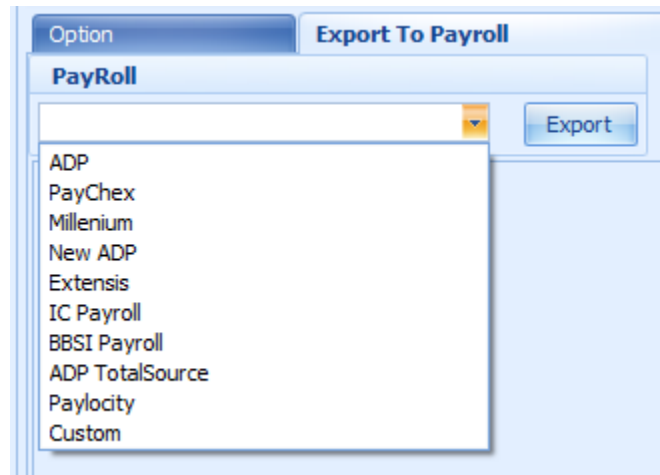 Option Export To Payroll
PayRoll
Export
ADP
PayChex
Millenium
New ADP
Extensis
IC Payroll
BBSI Payroll
ADP TotalSource
Paylocity
Custom